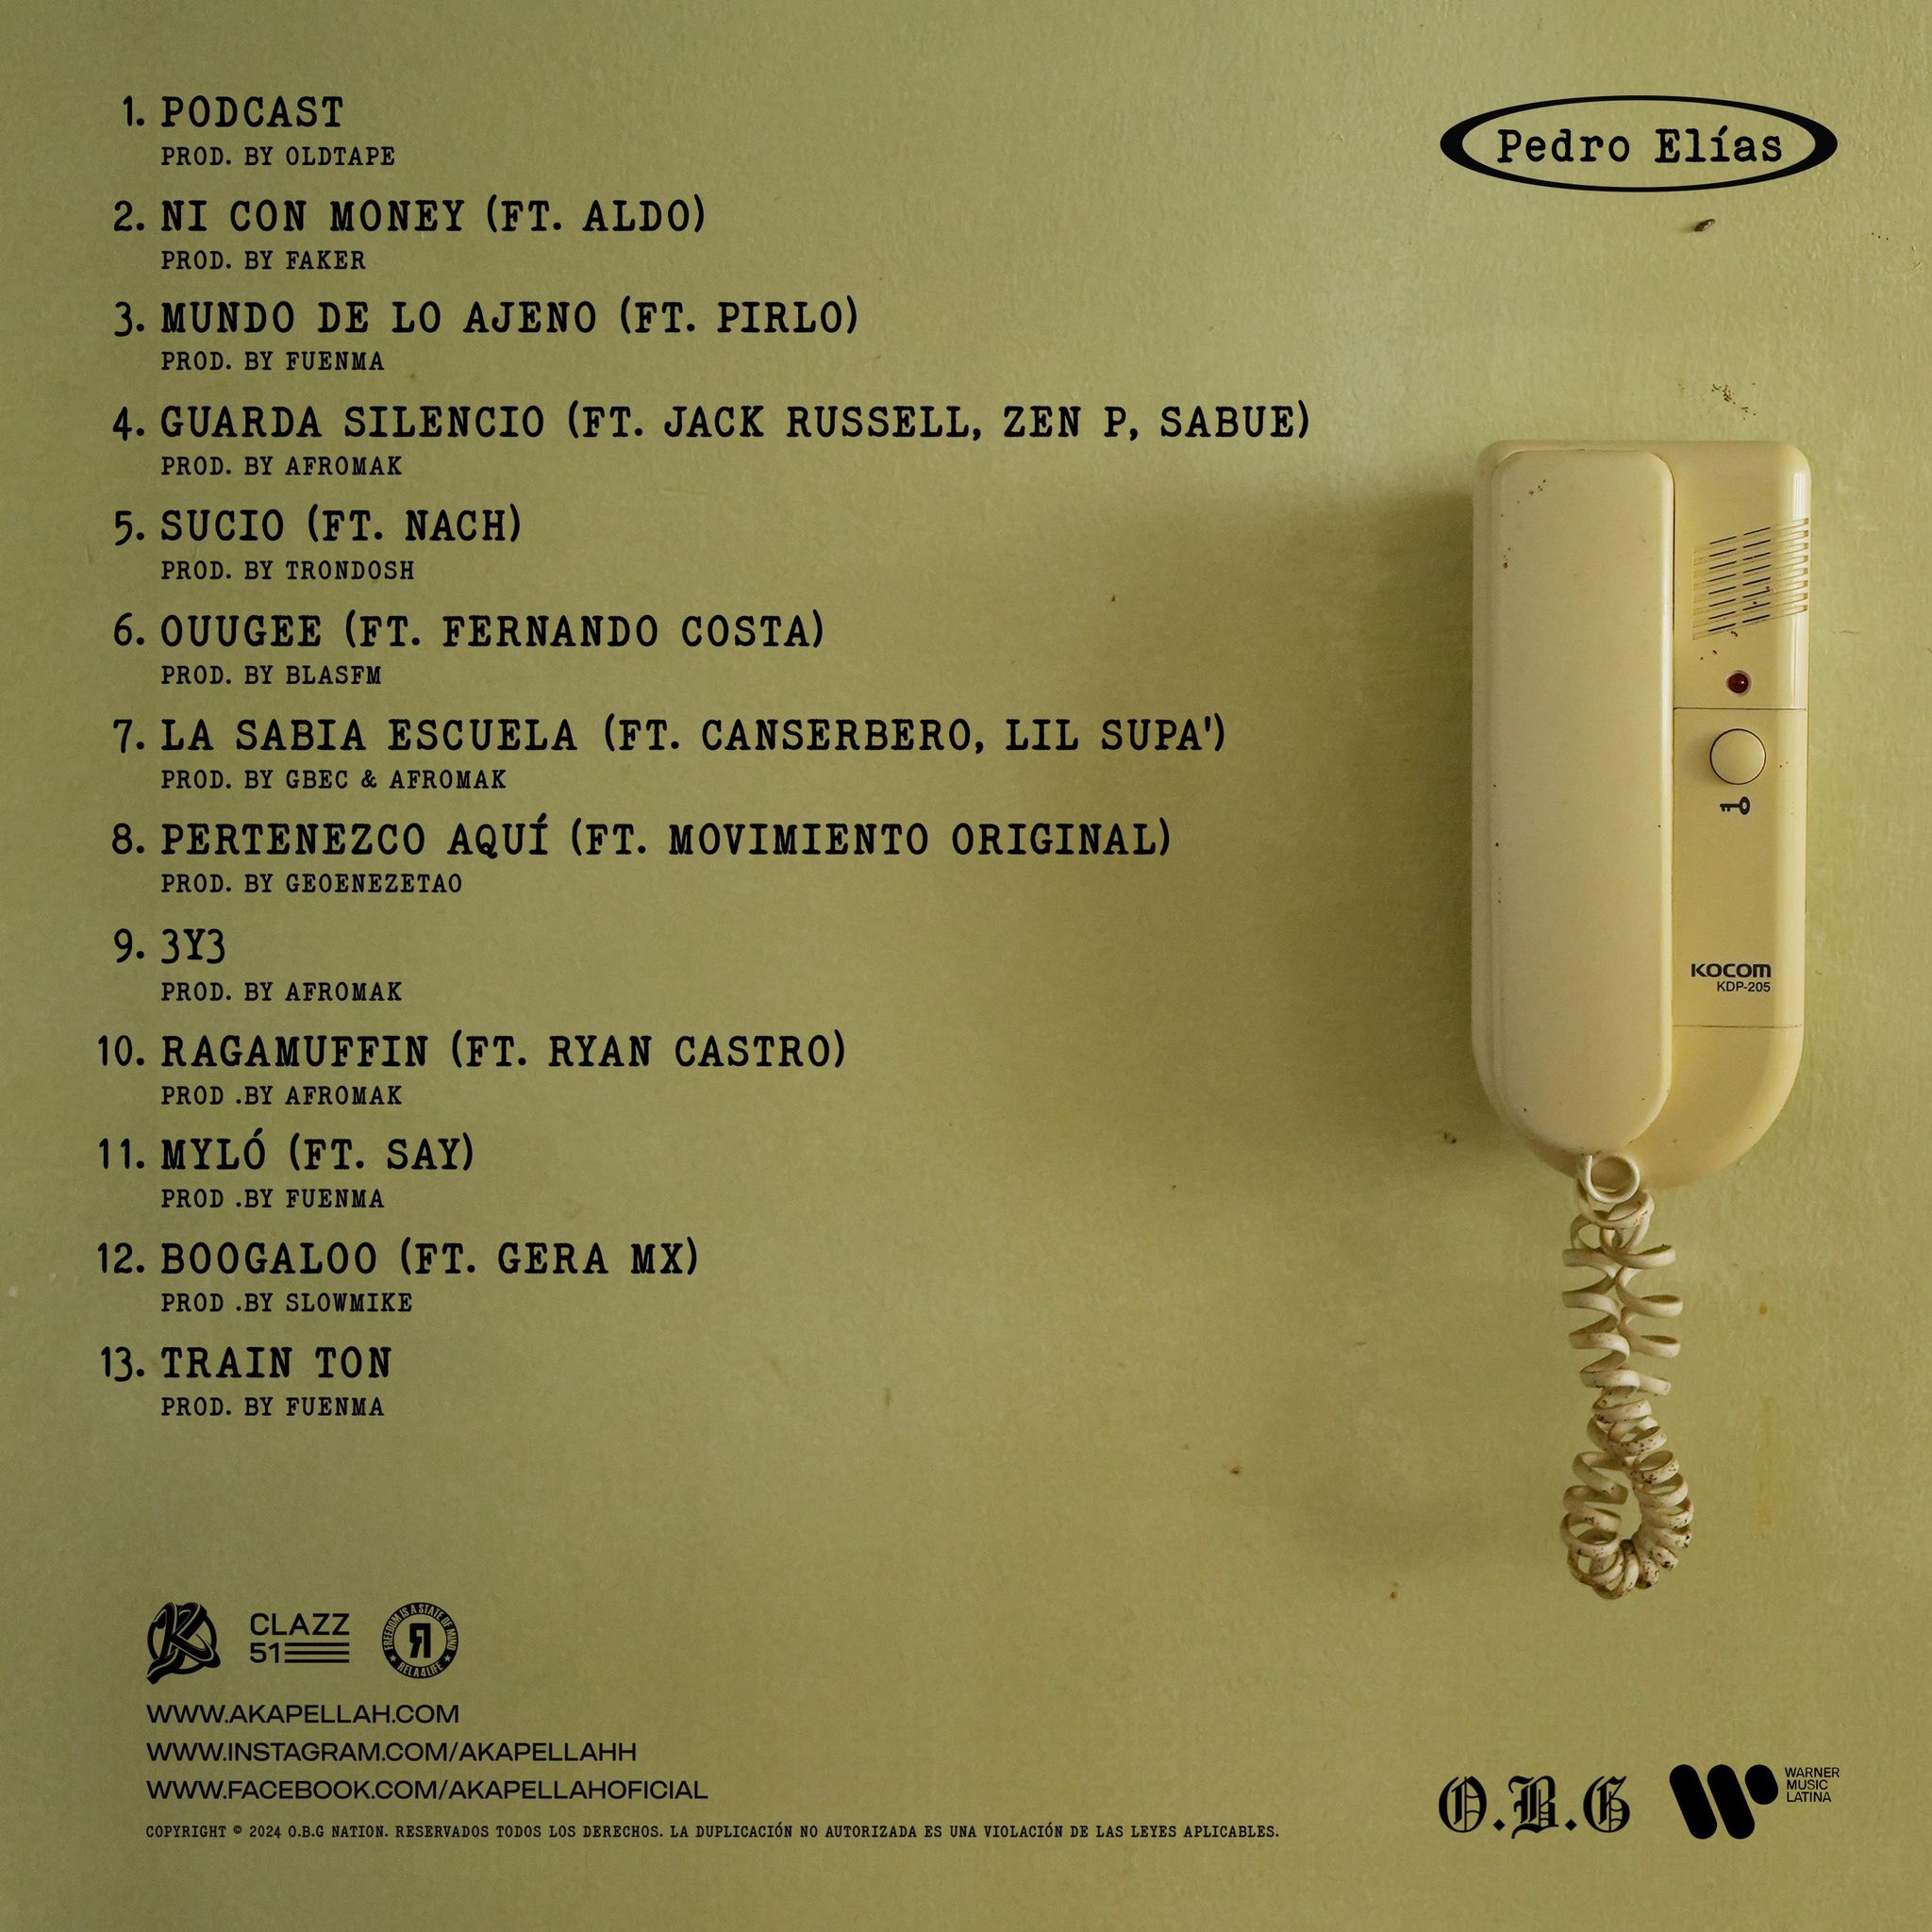 1. PODCAST
PROD. BY OLDTAPE
2. NI CON MONEY (FT. ALDO)
PROD. BY FAKER
3. MUNDO DE LO AJENO (FT. PIRLO)
PROD. BY FUENMA
4. GUARDA SILENCIO (FT. JACK RUSSELL, ZEN P, SABUE)
PROD. BY AFROMAK
5. SUCIO (FT. NACH)
PROD. BY TRONDOSH
6. OUUGEE (FT. FERNANDO COSTA)
PROD. BY BLASFM
7. LA SABIA ESCUELA (FT. CANSERBERO, LIL SUPA')
PROD. BY GBEC & AFROMAK
8. PERTENEZCO AQUÍ (FT. MOVIMIENTO ORIGINAL)
PROD. BY GEOENEZETAO
9. 3Y3
PROD. BY AFROMAK
10. RAGAMUFFIN (FT. RYAN CASTRO)
PROD .BY AFROMAK
11. MYLÓ (FT. SAY)
PROD .BY FUENMA
12. BOOGALOO (FT. GERA MX)
PROD .BY SLOWMIKE
13. TRAIN TON
PROD. BY FUENMA
Pedro Elías
KOCOM
KDP-205
K
CLAZZ
51
FREEDOM IS A STATE OF MIND
Я
RELA4LIFE
WWW.AKAPELLAH.COM
WWW.INSTAGRAM.COM/AKAPELLAHH
WWW.FACEBOOK.COM/AKAPELLAHOFICIAL
COPYRIGHT © 2024 O.B.G NATION. RESERVADOS TODOS LOS DERECHOS. LA DUPLICACIÓN NO AUTORIZADA ES UNA VIOLACIÓN DE LAS LEYES APLICABLES.
O.B.G
WARNER
MUSIC
LATINA